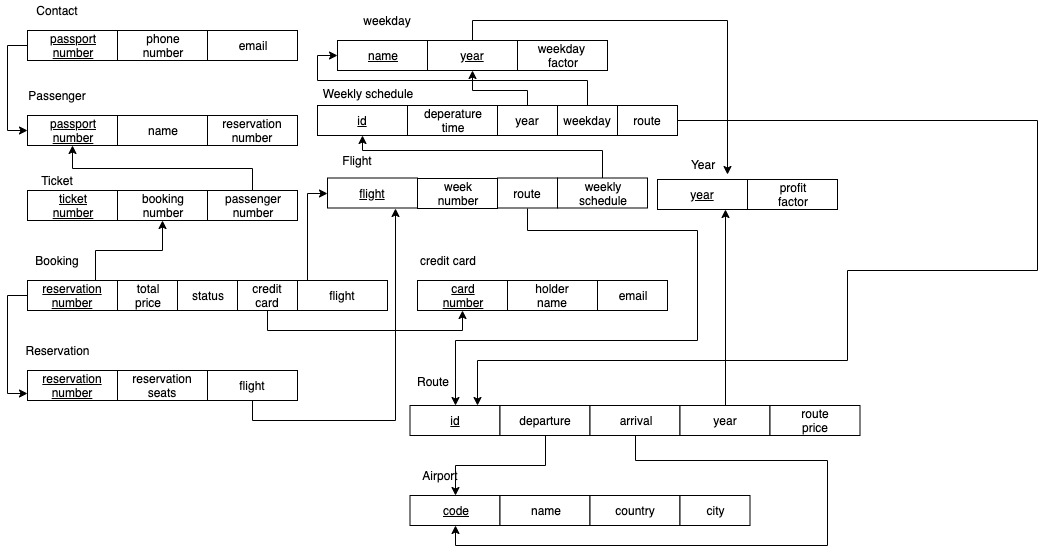 Contact
passport number
phone number
email
Passenger
passport number
name
reservation number
Ticket
ticket number
booking number
passenger number
Booking
reservation number
total price
status
credit card
flight
Reservation
reservation number
reservation seats
flight
weekday
name
year
weekday factor
Weekly schedule
id
deperature time
year
weekday
route
Flight
flight
week number
route
weekly schedule
Year
year
profit factor
credit card
card number
holder name
email
Route
id
departure
arrival
year
route price
Airport
code
name
country
city